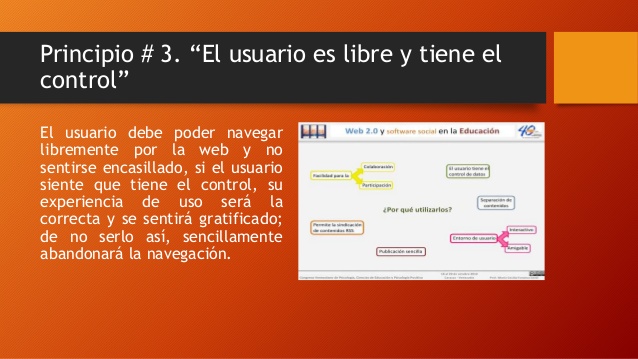 Principio # 3. “El usuario es libre y tiene el
control”
El usuario debe poder navegar
libremente por la web y no
sentirse encasillado, si el usuario
siente que tiene el control, su
experiencia de uso será la
correcta y se sentirá gratificado;
de no serlo así, sencillamente
abandonará la navegación.
Web 2.0 y software social en la Educación
Colaboración
Facilidad para la
Participación
El usuario tiene el
control de datos
Separación de
contenidos
¿Por qué utilizarlos?
Permite la sindicación
de contenidos RSS
Interactivo
Entorno de usuario
Amigable
Publicación sencilla